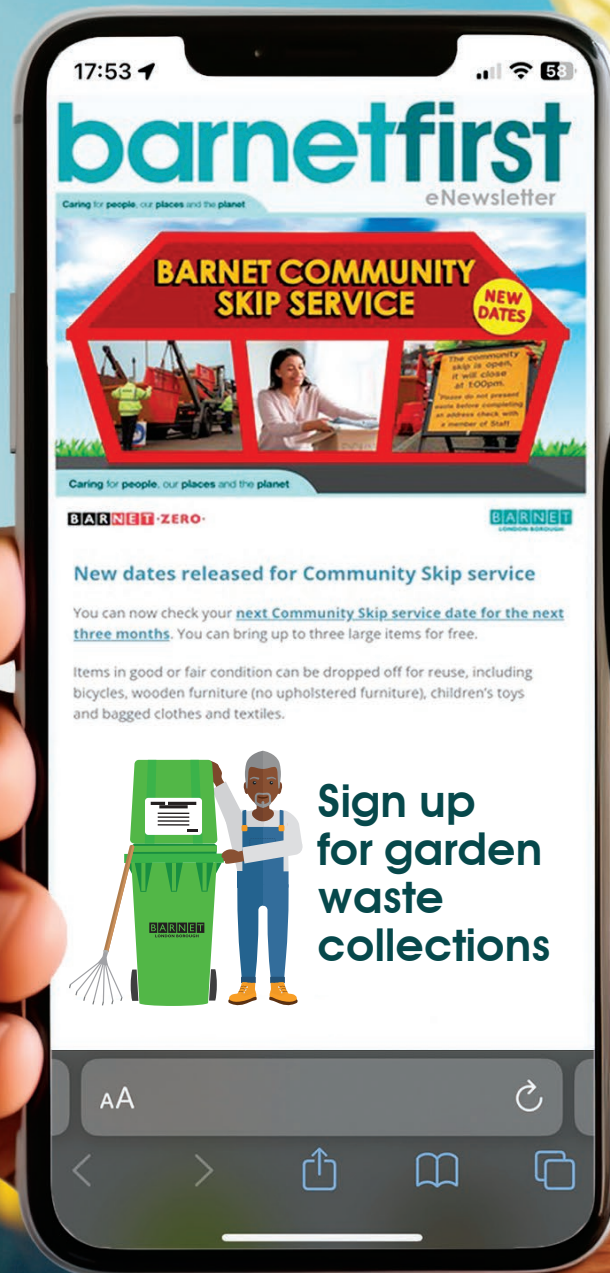 17:53
58
barnetfirst
eNewsletter
Caring for people, our places and the planet
BARNET COMMUNITY
SKIP SERVICE
NEW
DATES
The community
skip is open,
it will close
at 1:00pm.
Please do not present
waste before completing
an address check with
a member of Staff
Caring for people, our places and the planet
BARNET ZERO
BARNET
LONDON BOROUGH
New dates released for Community Skip service
You can now check your next Community Skip service date for the next
three months. You can bring up to three large items for free.
Items in good or fair condition can be dropped off for reuse, including
bicycles, wooden furniture (no upholstered furniture), children's toys
and bagged clothes and textiles.
Sign up
for garden
waste
collections
BARNET
LONDON BOROUGH
AA